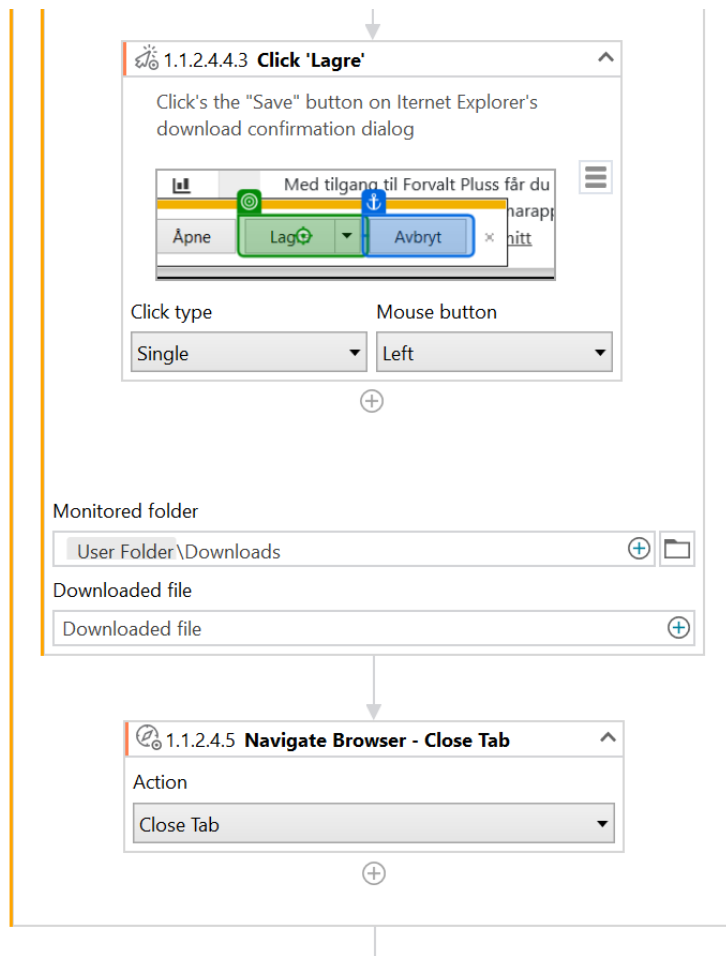 1.1.2.4.4.3 Click 'Lagre'
Click's the "Save" button on Iternet Explorer's
download confirmation dialog
Med tilgang til Forvalt Pluss får du
Åpne
Avbryt
×
Click type
Mouse button
Single
Left
Monitored folder
User Folder\Downloads
Downloaded file
Downloaded file
1.1.2.4.5 Navigate Browser - Close Tab
Action
Close Tab